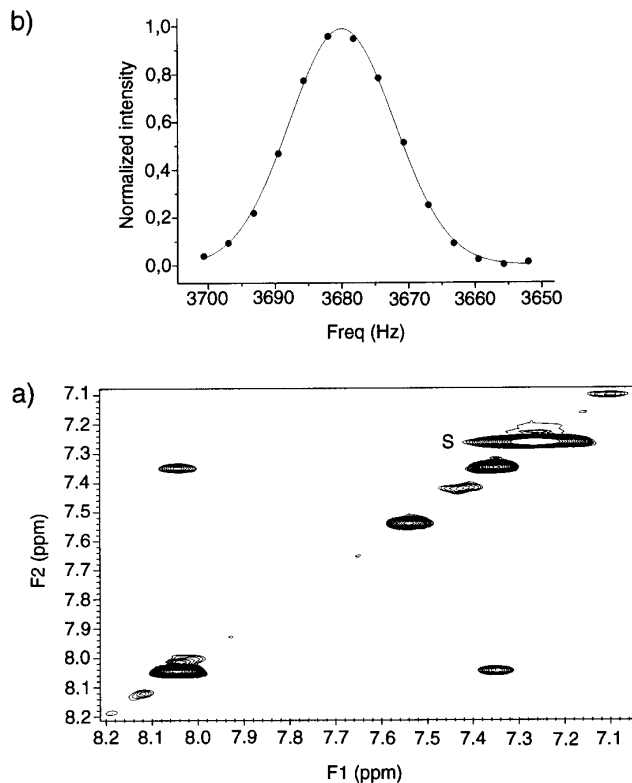 b)
Normalized intensity
1,0
0,8
0,6
0,4
0,2
0,0
3700 3690 3680 3670 3660 3650
Freq (Hz)
a)
F2 (ppm)
7.1
7.2
7.3
7.4
7.5
7.6
7.7
7.8
7.9
8.0
8.1
8.2
S
8.2 8.1 8.0 7.9 7.8 7.7 7.6 7.5 7.4 7.3 7.2 7.1
F1 (ppm)